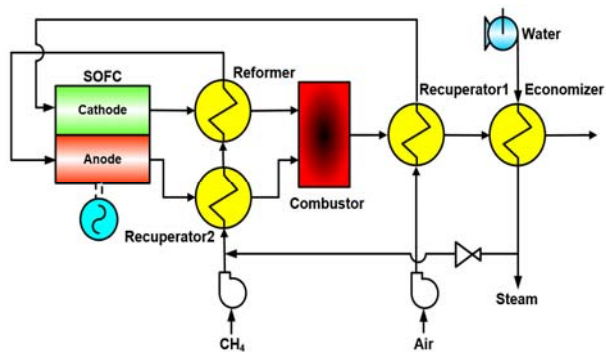 Water
SOFC
Reformer
Recuperator1
Economizer
Cathode
Anode
Combustor
Recuperator2
Steam
CH₄
Air